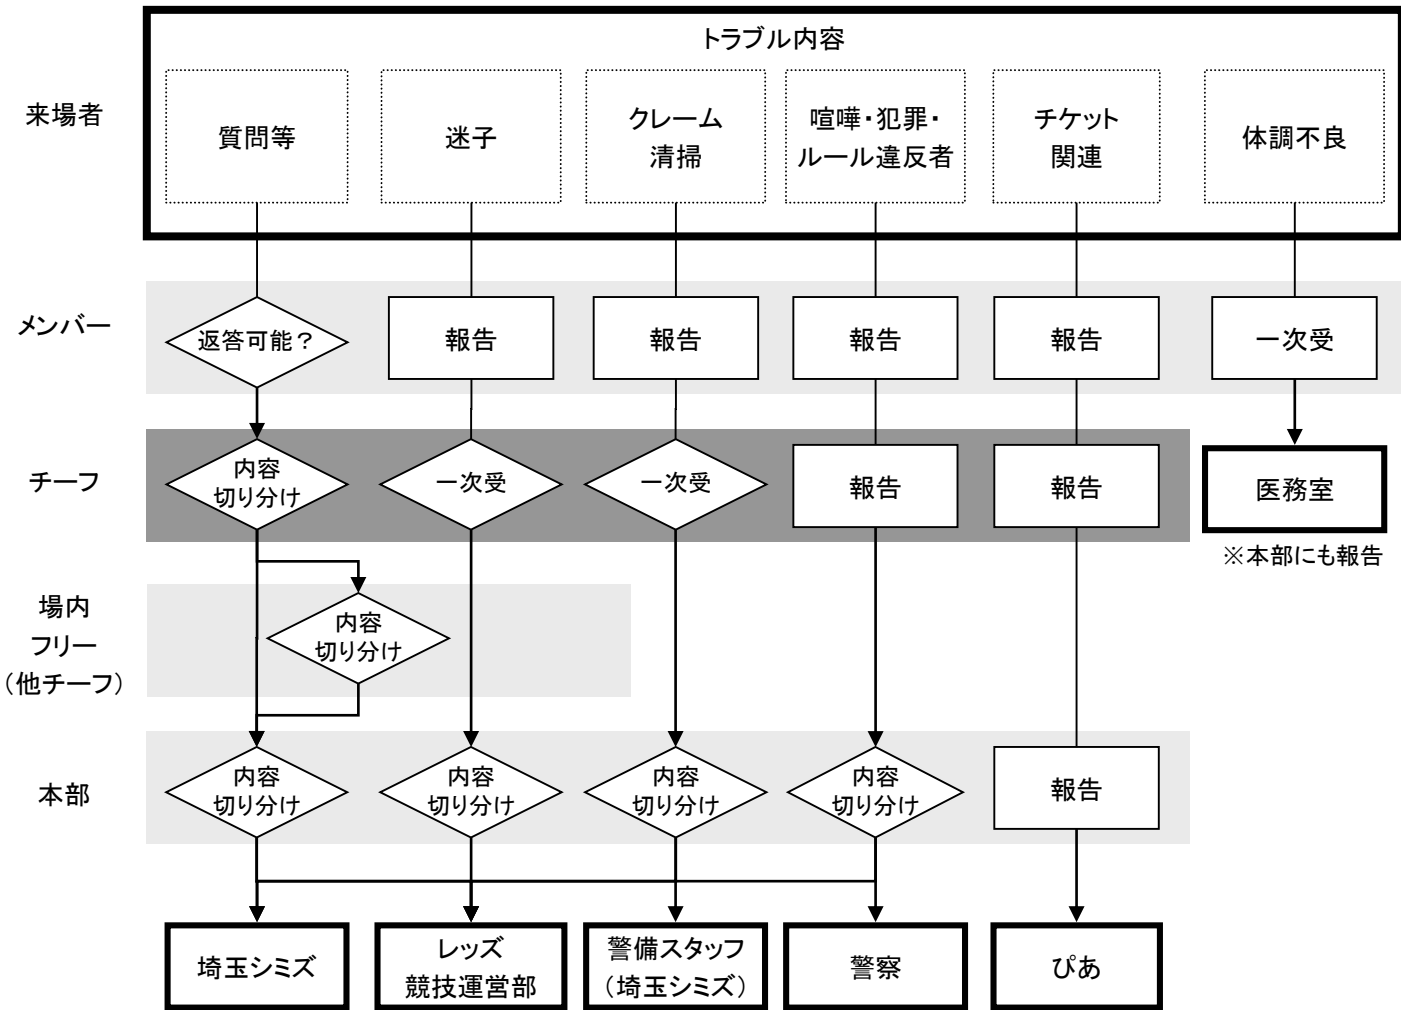 トラブル内容
来場者
質問等
迷子
クレーム
清掃
喧嘩・犯罪・
ルール違反者
チケット
関連
体調不良
メンバー
返答可能？
報告
報告
報告
報告
一次受
チーフ
内容
切り分け
一次受
一次受
報告
報告
医務室
※本部にも報告
場内
フリー
（他チーフ）
内容
切り分け
本部
内容
切り分け
内容
切り分け
内容
切り分け
内容
切り分け
報告
埼玉シミズ
レッズ
競技運営部
警備スタッフ
（埼玉シミズ）
警察
ぴあ